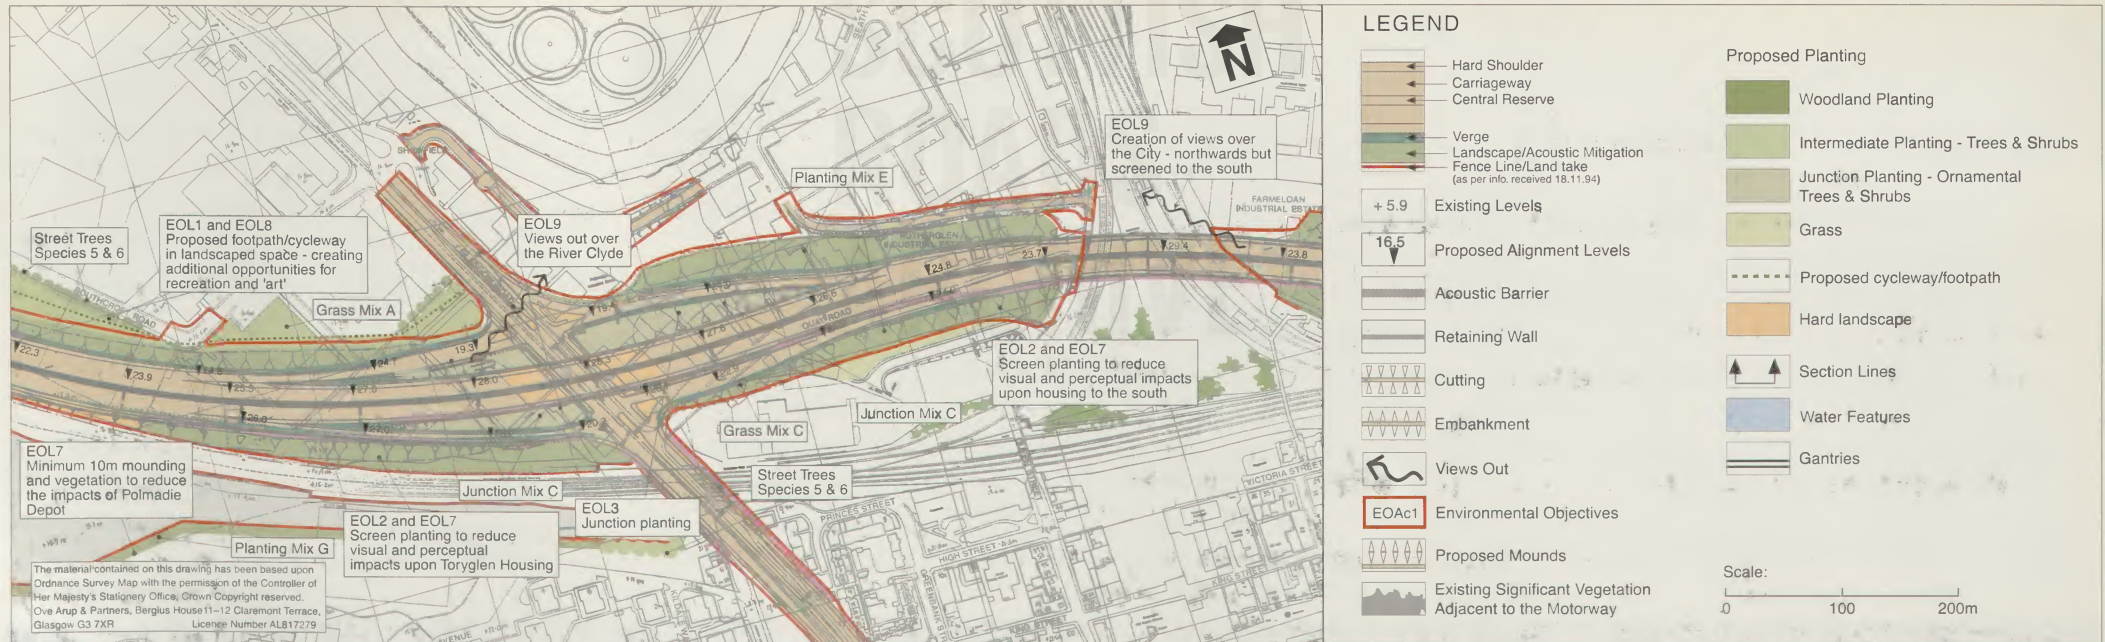 N
EOL9
Creation of views over
the City - northwards but
screened to the south
Planting Mix E
FARMELOAN
INDUSTRIAL ESTATE
EOL1 and EOL8
Proposed footpath/cycleway
in landscaped space - creating
additional opportunities for
recreation and 'art'
EOL9
Views out over
the River Clyde
Street Trees
Species 5 & 6
SOUTHCROFT ROAD
Grass Mix A
QUAY ROAD
22.3
23.9
19.3
28.0
24.8
23.7
29.4
23.8
EOL2 and EOL7
Screen planting to reduce
visual and perceptual impacts
upon housing to the south
Junction Mix C
Grass Mix C
EOL7
Minimum 10m mounding
and vegetation to reduce
the impacts of Polmadie
Depot
Junction Mix C
Street Trees
Species 5 & 6
EOL3
Junction planting
EOL2 and EOL7
Screen planting to reduce
visual and perceptual
impacts upon Toryglen Housing
Planting Mix G
VICTORIA STREET
PRINCES STREET
HIGH STREET
KING STREET
GREENBANK STREET
KING STREET
AVENUE
The material contained on this drawing has been based upon
Ordnance Survey Map with the permission of the Controller of
Her Majesty's Stationery Office, Crown Copyright reserved.
Ove Arup & Partners, Bergius House 11–12 Claremont Terrace,
Glasgow G3 7XR Licence Number AL817279
LEGEND
Hard Shoulder
Carriageway
Central Reserve
Verge
Landscape/Acoustic Mitigation
Fence Line/Land take
(as per info. received 18.11.94)
+ 5.9 Existing Levels
16.5 Proposed Alignment Levels
Acoustic Barrier
Retaining Wall
Cutting
Embankment
Views Out
EOAc1 Environmental Objectives
Proposed Mounds
Existing Significant Vegetation
Adjacent to the Motorway
Proposed Planting
Woodland Planting
Intermediate Planting - Trees & Shrubs
Junction Planting - Ornamental
Trees & Shrubs
Grass
Proposed cycleway/footpath
Hard landscape
Section Lines
Water Features
Gantries
Scale:
0 100 200m